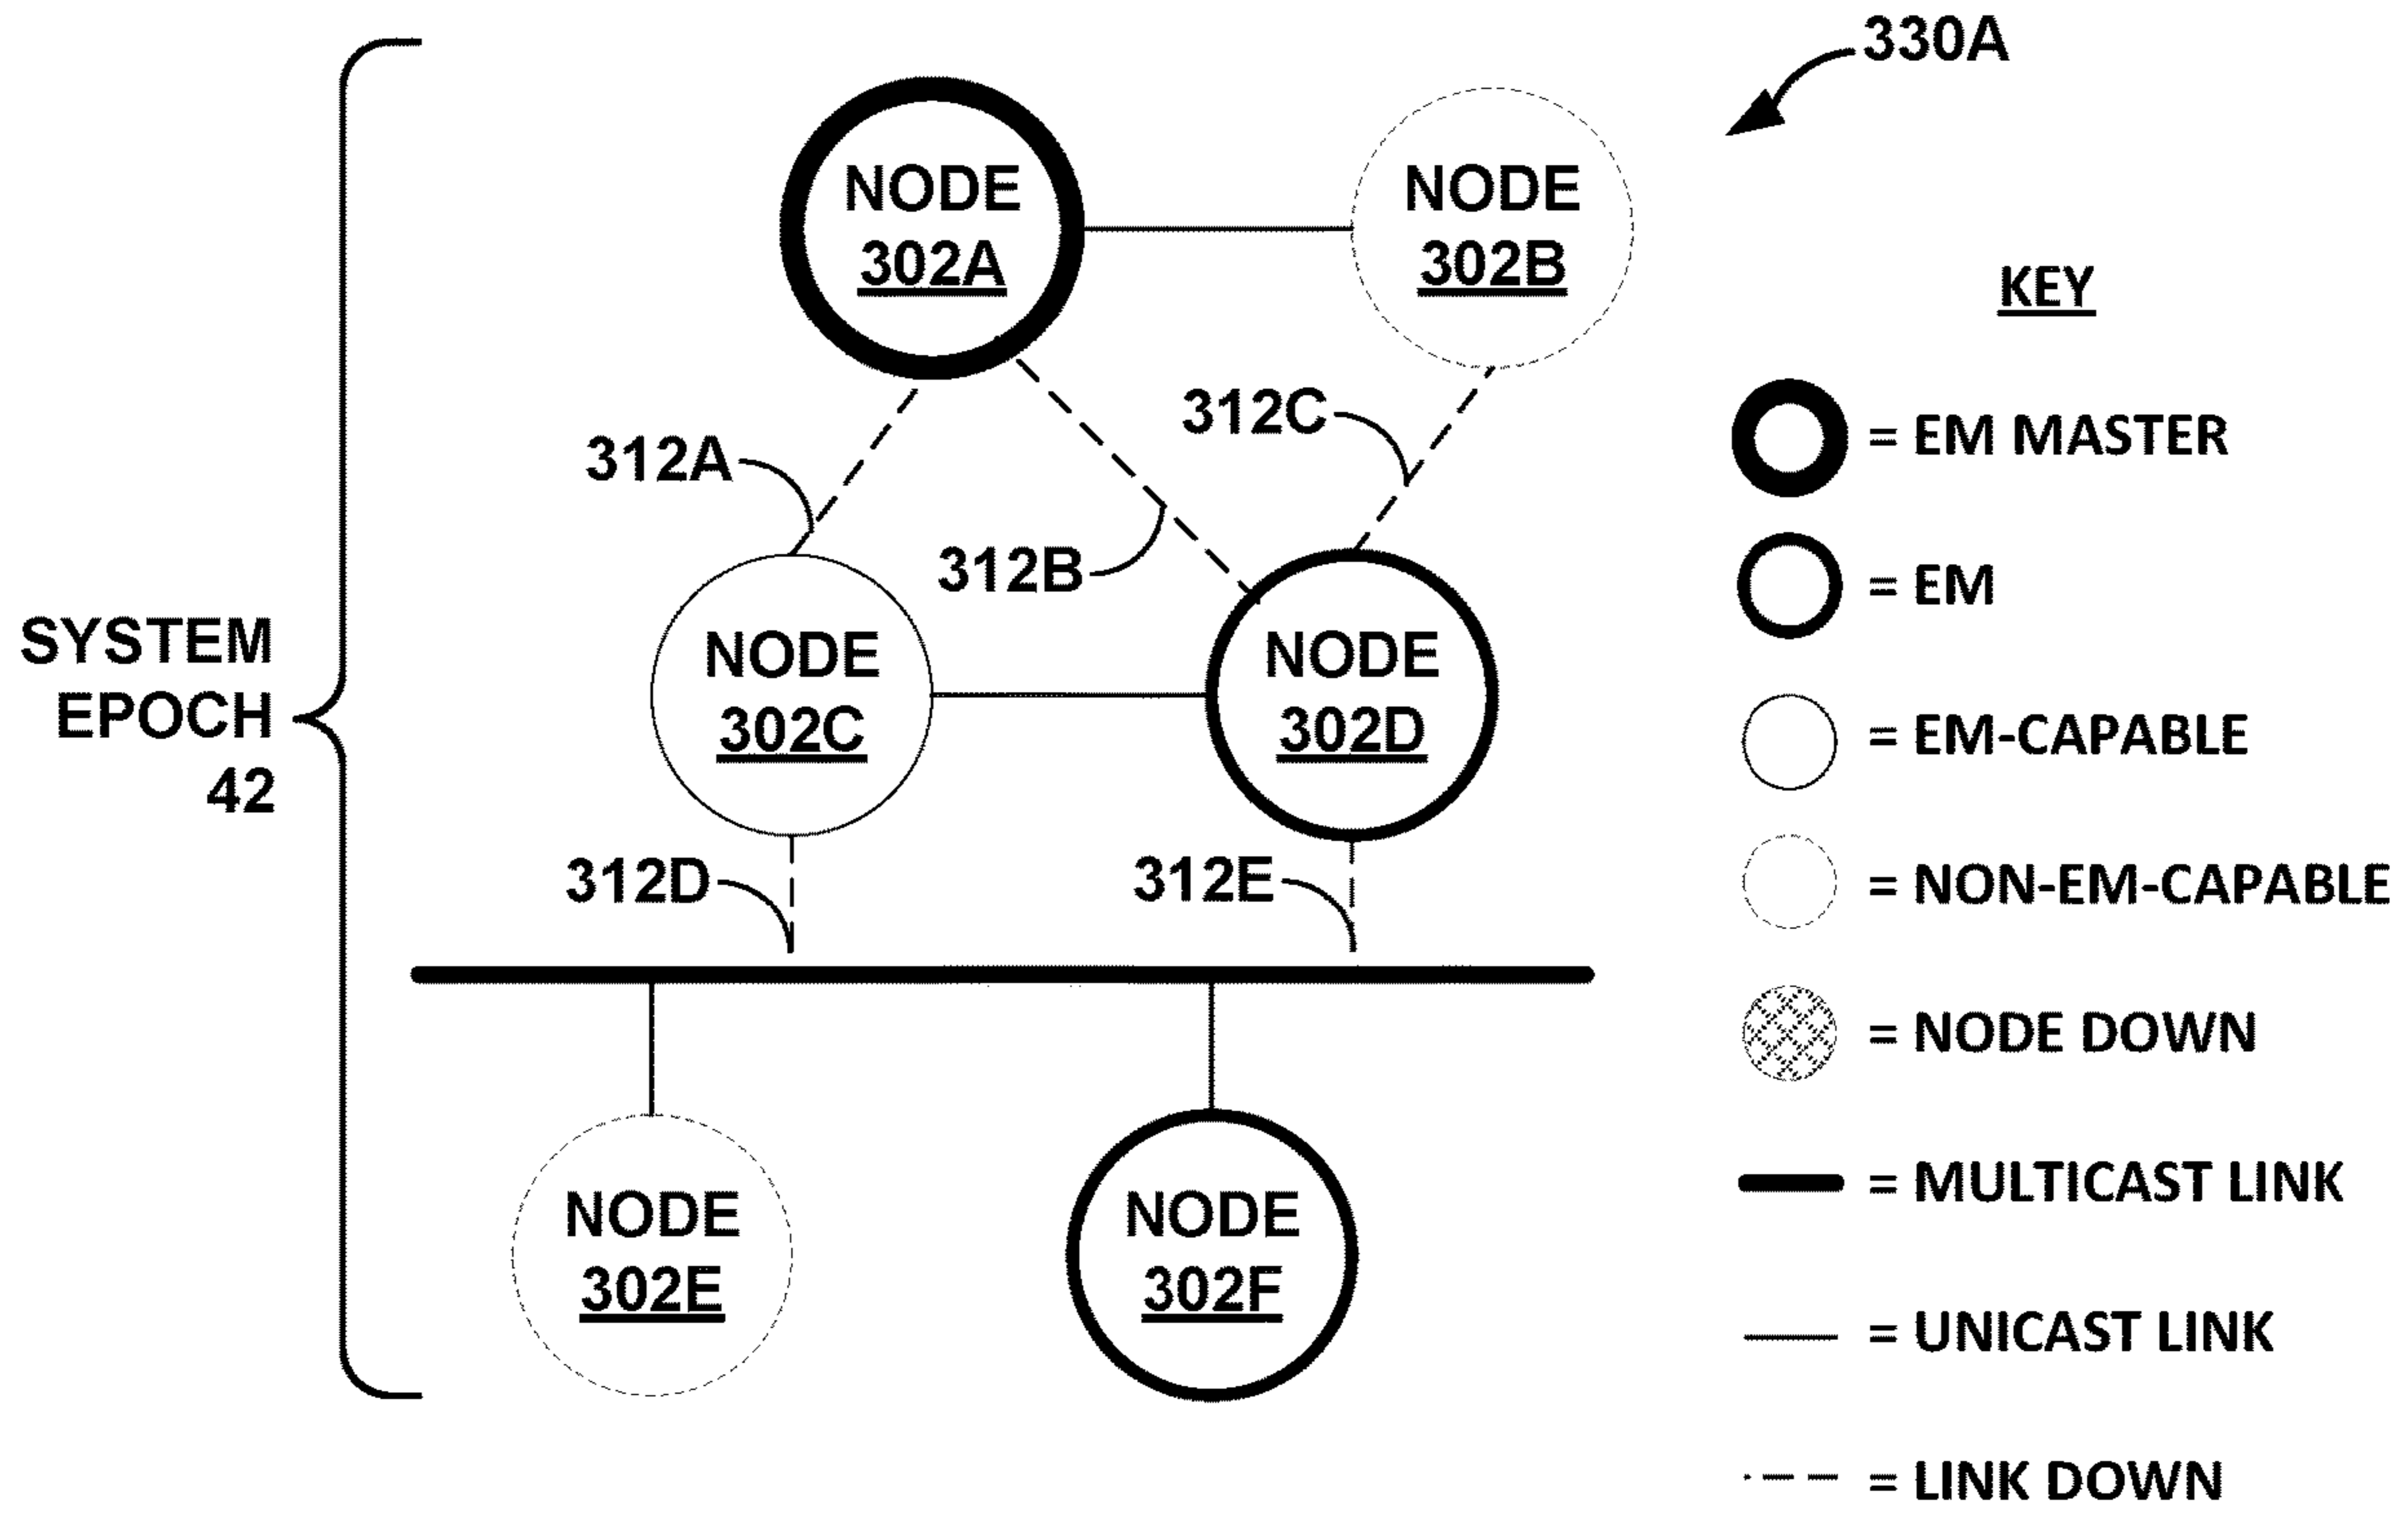 330A
NODE
302A
NODE
302B
KEY
312C
= EM MASTER
312A
312B
= EM
SYSTEM
EPOCH
42
NODE
302C
NODE
302D
= EM-CAPABLE
312D
312E
= NON-EM-CAPABLE
= NODE DOWN
= MULTICAST LINK
NODE
302E
NODE
302F
= UNICAST LINK
= LINK DOWN